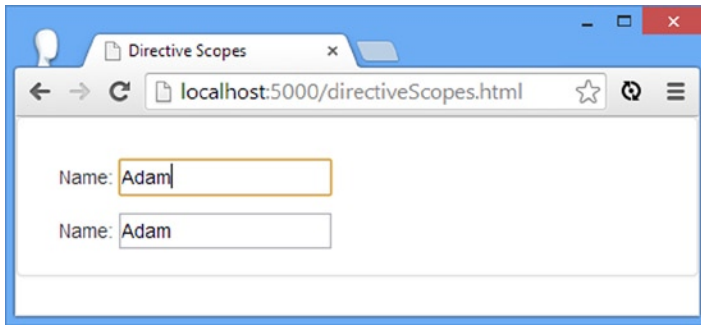 Directive Scopes
localhost:5000/directiveScopes.html
Name: Adam
Name: Adam